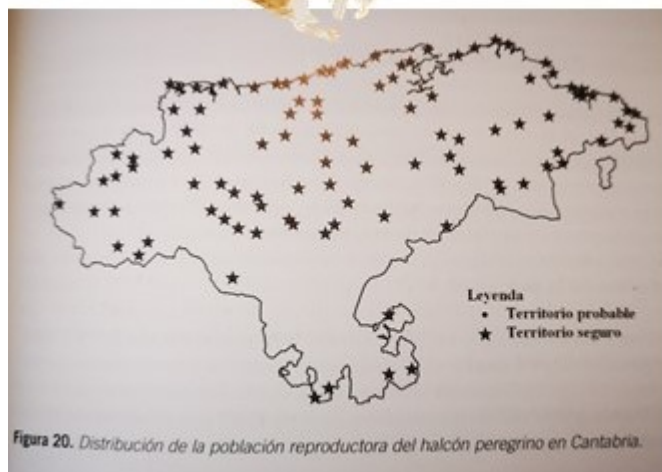 Leyenda
Territorio probable
Territorio seguro
Figura 20. Distribución de la población reproductora del halcón peregrino en Cantabria.